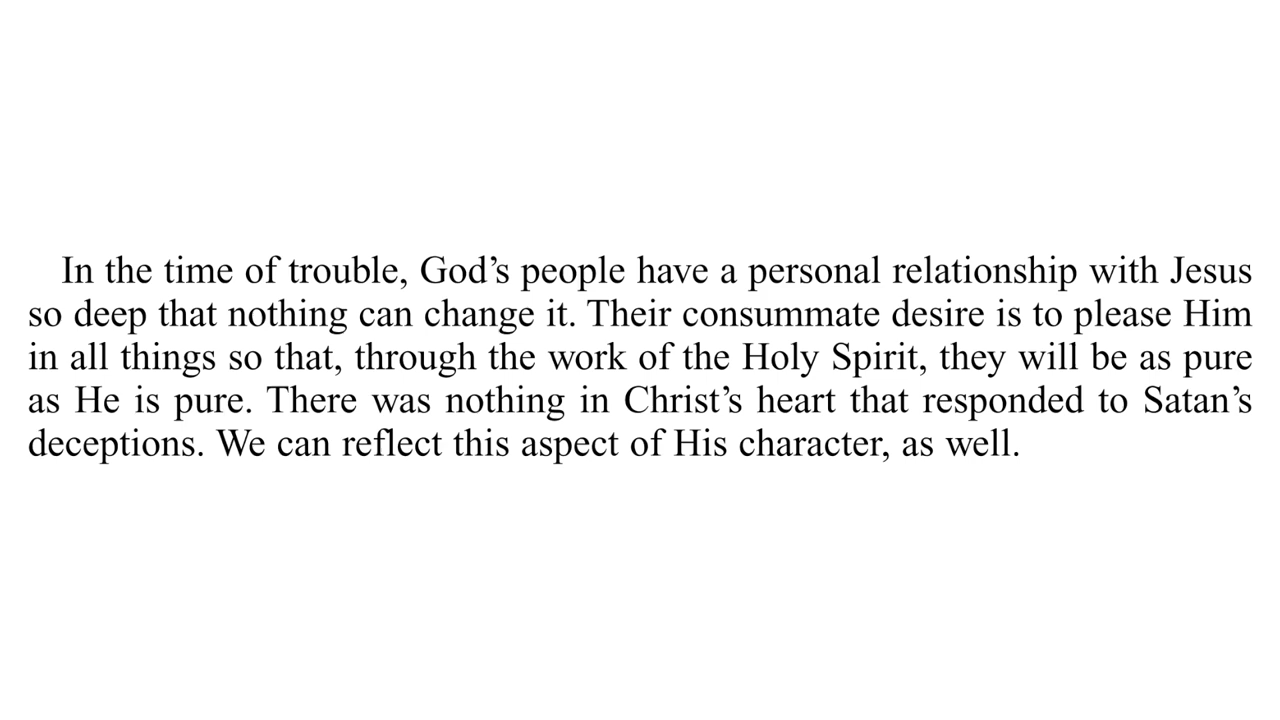 In the time of trouble, God’s people have a personal relationship with Jesus
so deep that nothing can change it. Their consummate desire is to please Him
in all things so that, through the work of the Holy Spirit, they will be as pure
as He is pure. There was nothing in Christ’s heart that responded to Satan’s
deceptions. We can reflect this aspect of His character, as well.